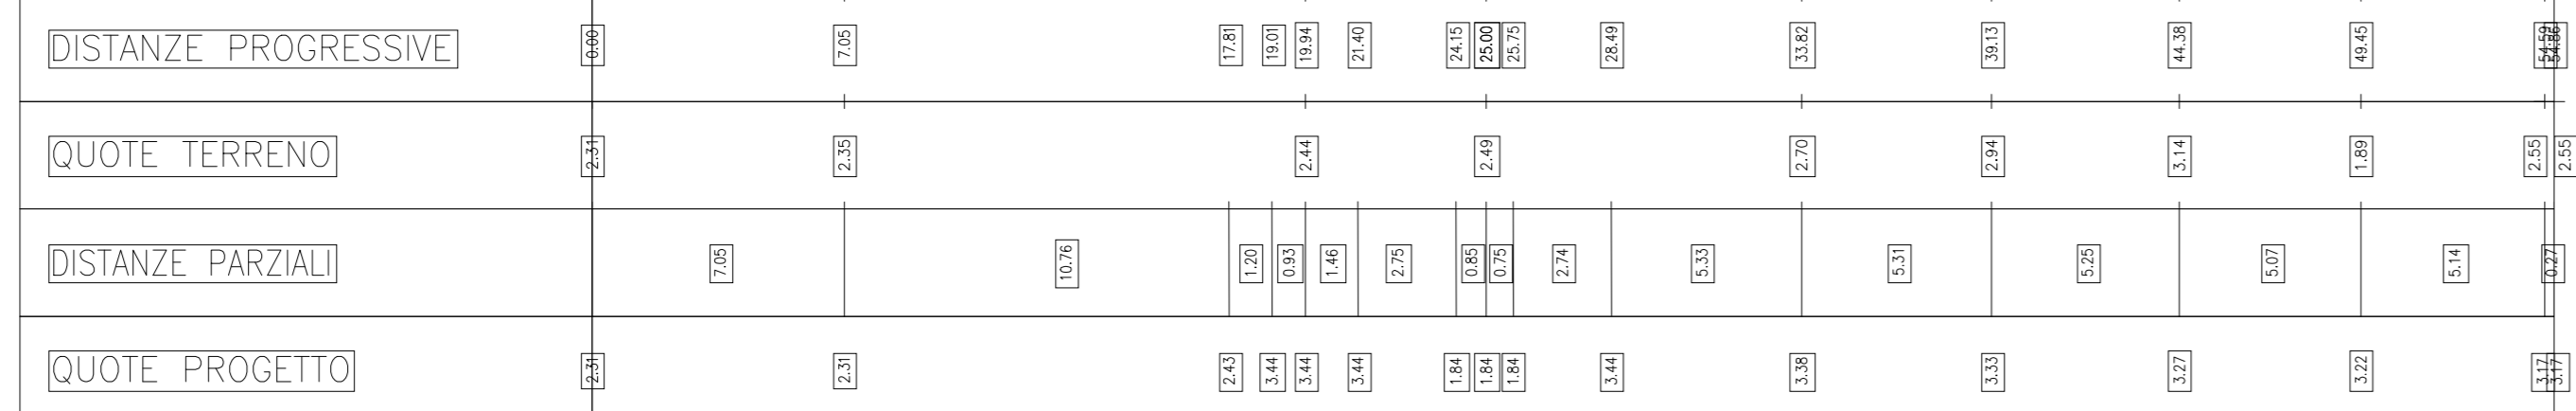 DISTANZE PROGRESSIVE 0.00 7.05 17.81 19.01 19.94 21.40 24.15 25.00 25.75 28.49 33.82 39.13 44.38 49.45 54.59 54.86
QUOTE TERRENO 2.31 2.35 2.44 2.49 2.70 2.94 3.14 1.89 2.55 2.55
DISTANZE PARZIALI 7.05 10.76 1.20 0.93 1.46 2.75 0.85 0.75 2.74 5.33 5.31 5.25 5.07 5.14 0.27
QUOTE PROGETTO 2.31 2.31 2.43 3.44 3.44 3.44 1.84 1.84 1.84 3.44 3.38 3.33 3.27 3.22 3.17 3.17